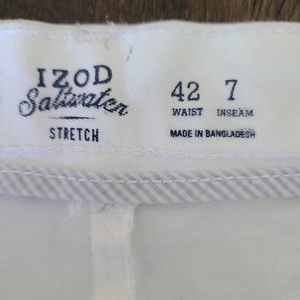 IZOD
Saltwater
STRETCH
42 7
WAIST INSEAM
MADE IN BANGLADESH